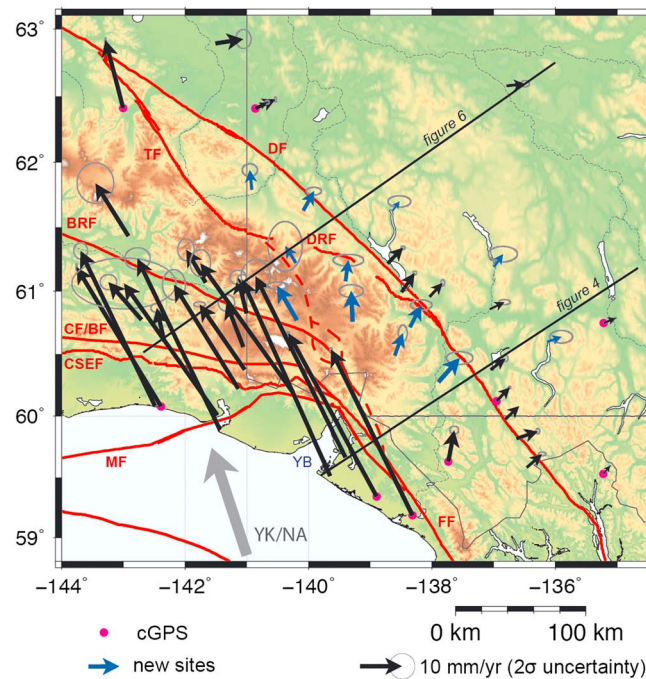 63°
62°
61°
60°
59°
TF
DF
figure 6
BRF
DRF
figure 4
CF/BF
CSEF
MF
YB
YK/NA
FF
−144
−142
−140
−138
−136
cGPS
0 km
100 km
new sites
10 mm/yr (2σ uncertainty)